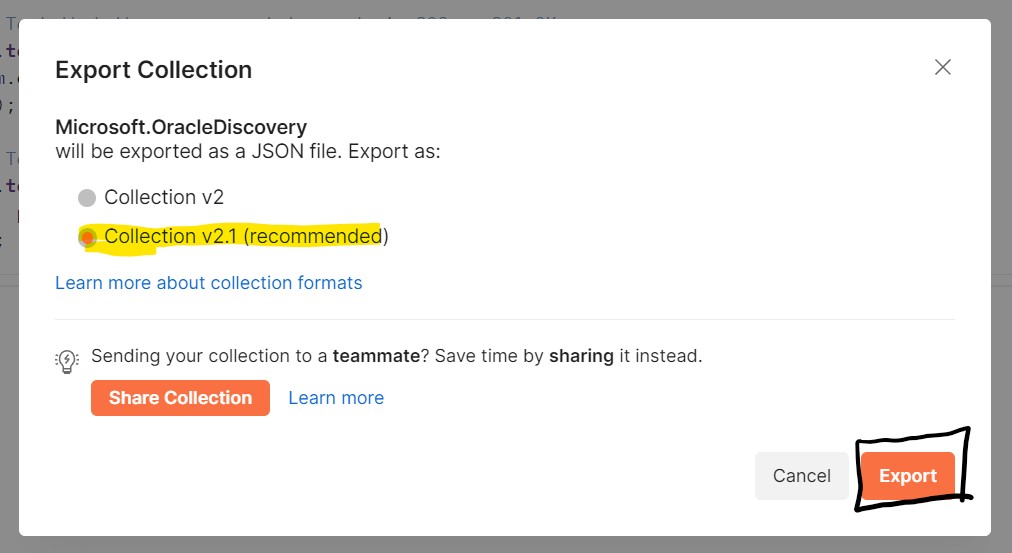 Export Collection
Microsoft.OracleDiscovery
will be exported as a JSON file. Export as:
Collection v2
Collection v2.1 (recommended)
Learn more about collection formats
Sending your collection to a teammate? Save time by sharing it instead.
Share Collection Learn more
Cancel Export